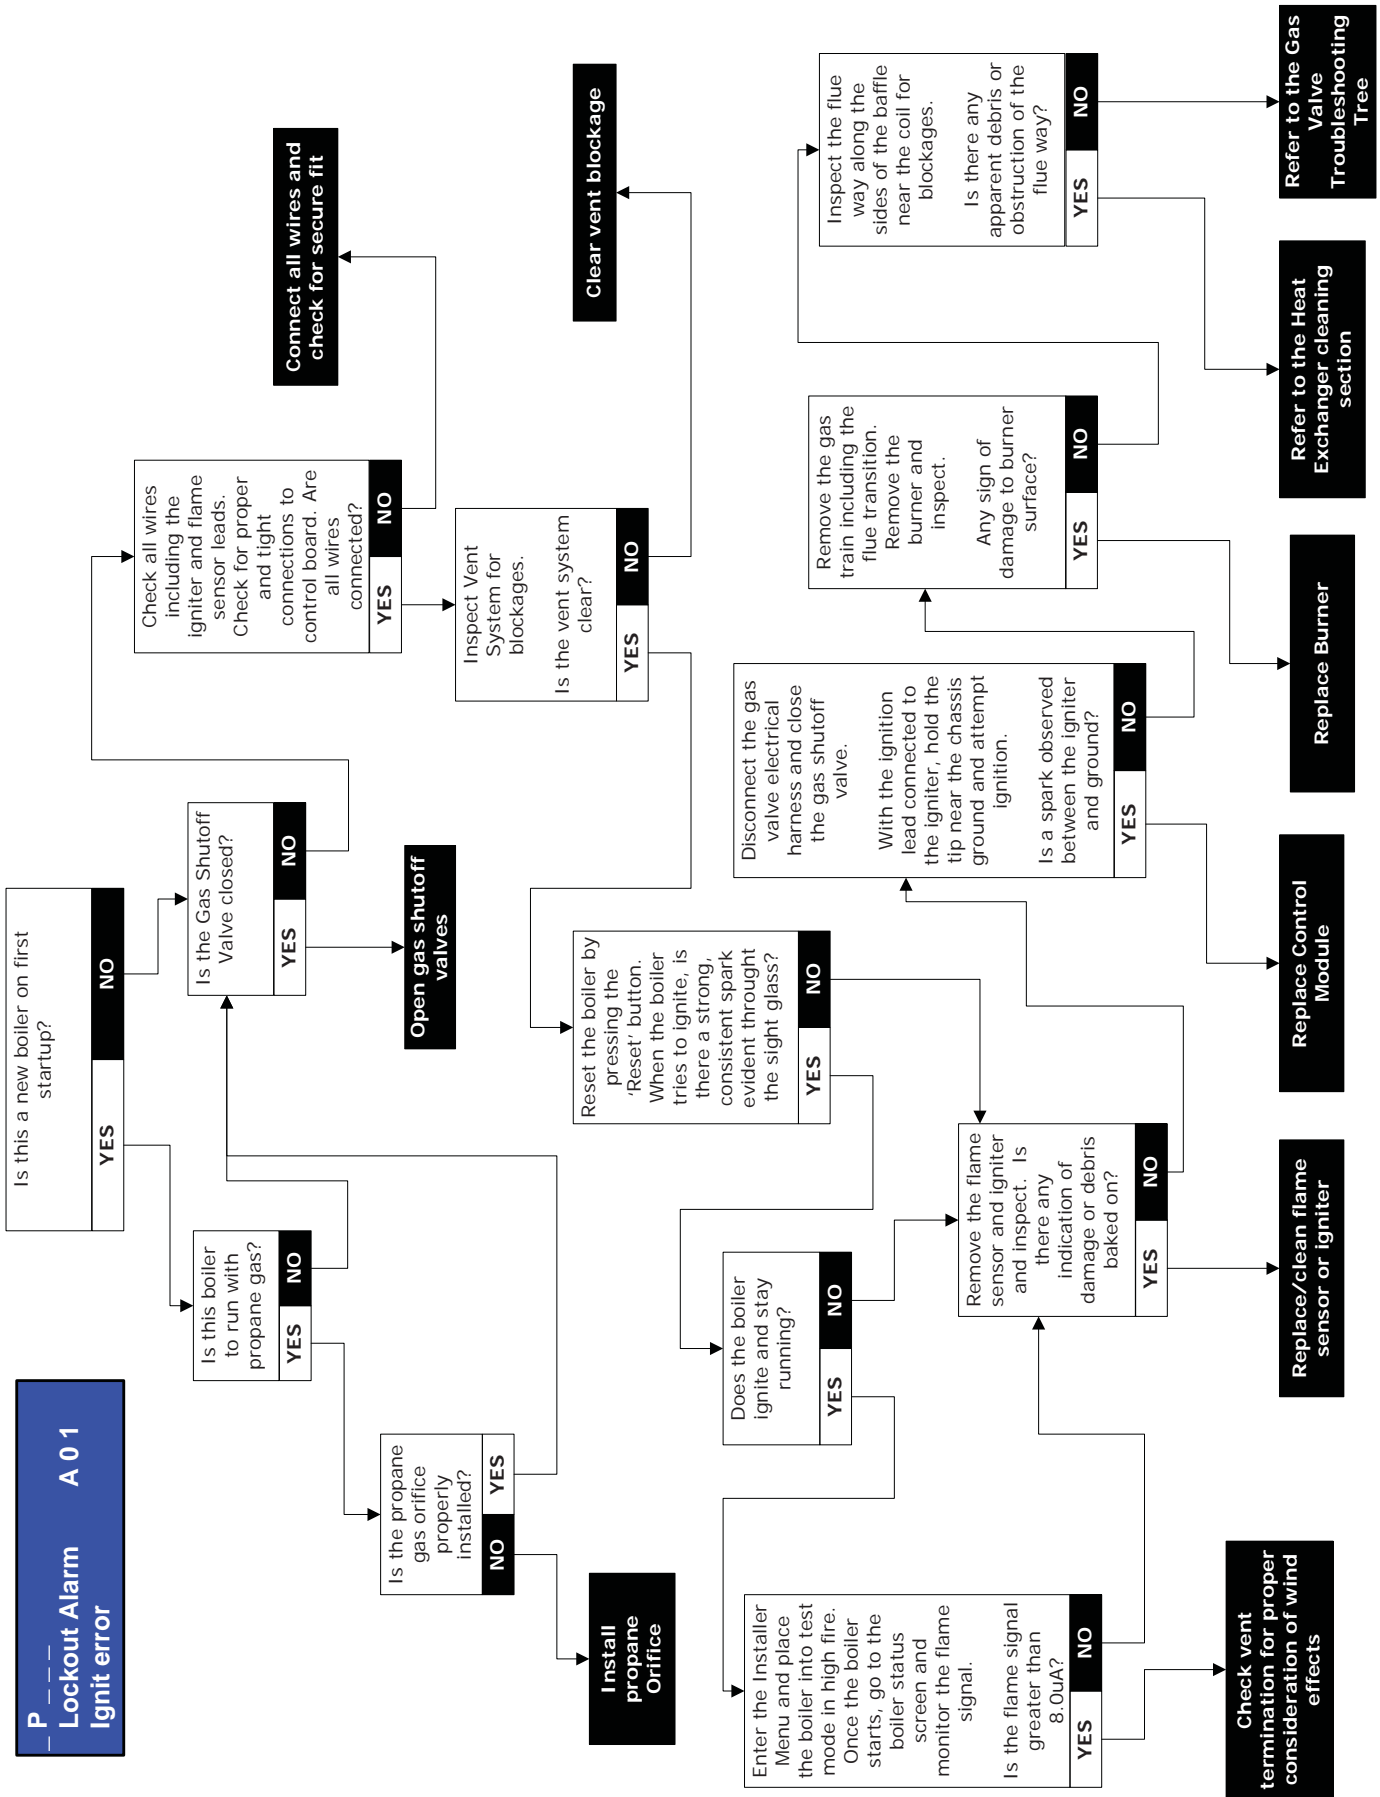 _ P _ _ _
Lockout Alarm A 0 1
Ignit error
Is this a new boiler on first
startup?
YES
NO
Is this boiler
to run with
propane gas?
YES
NO
Is the propane
gas orifice
properly
installed?
NO
YES
Install
propane
Orifice
Is the Gas Shutoff
Valve closed?
YES
NO
Open gas shutoff
valves
Check all wires
including the
igniter and flame
sensor leads.
Check for proper
and tight
connections to
control board. Are
all wires
connected?
YES
NO
Connect all wires and
check for secure fit
Inspect Vent
System for
blockages.
Is the vent system
clear?
YES
NO
Clear vent blockage
Reset the boiler by
pressing the
‘Reset’ button.
When the boiler
tries to ignite, is
there a strong,
consistent spark
evident throught
the sight glass?
YES
NO
Does the boiler
ignite and stay
running?
YES
NO
Enter the Installer
Menu and place
the boiler into test
mode in high fire.
Once the boiler
starts, go to the
boiler status
screen and
monitor the flame
signal.
Is the flame signal
greater than
8.0uA?
YES
NO
Check vent
termination for proper
consideration of wind
effects
Remove the flame
sensor and igniter
and inspect. Is
there any
indication of
damage or debris
baked on?
YES
NO
Replace/clean flame
sensor or igniter
Disconnect the gas
valve electrical
harness and close
the gas shutoff
valve.
With the ignition
lead connected to
the igniter, hold the
tip near the chassis
ground and attempt
ignition.
Is a spark observed
between the igniter
and ground?
YES
NO
Replace Control
Module
Remove the gas
train including the
flue transition.
Remove the
burner and
inspect.
Any sign of
damage to burner
surface?
YES
NO
Replace Burner
Inspect the flue
way along the
sides of the baffle
near the coil for
blockages.
Is there any
apparent debris or
obstruction of the
flue way?
YES
NO
Refer to the Heat
Exchanger cleaning
section
Refer to the Gas
Valve
Troubleshooting
Tree